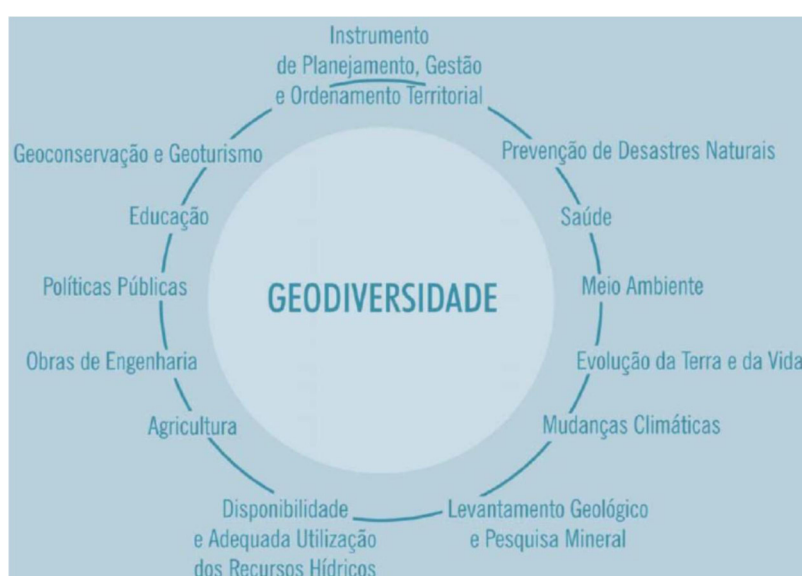 Instrumento
de Planejamento, Gestão
e Ordenamento Territorial
Geoconservação e Geoturismo
Prevenção de Desastres Naturais
Educação
Saúde
Políticas Públicas
GEODIVERSIDADE
Meio Ambiente
Obras de Engenharia
Evolução da Terra e da Vida
Agricultura
Mudanças Climáticas
Disponibilidade
e Adequada Utilização
dos Recursos Hídricos
Levantamento Geológico
e Pesquisa Mineral